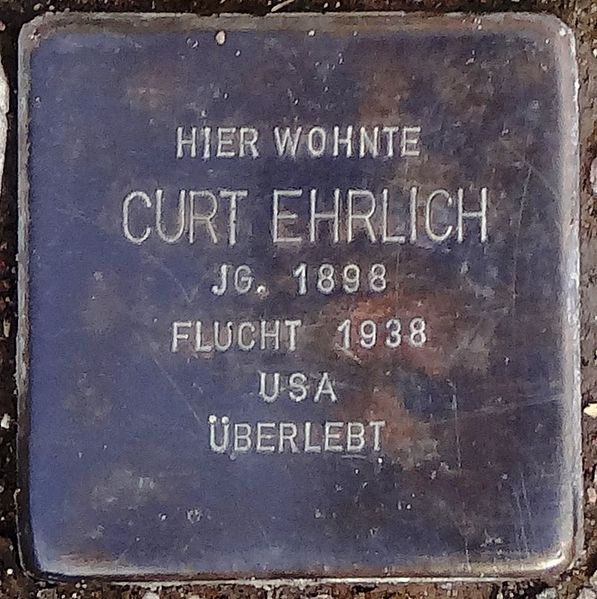 HIER WOHNTE
CURT EHRLICH
JG. 1898
FLUCHT 1938
USA
ÜBERLEBT